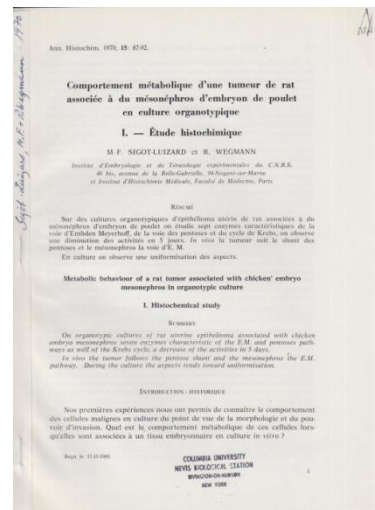 Ann. Histochim. 1970, 15: 87-92.
Comportement métabolique d'une tumeur de rat
associée à du mésonéphros d'embryon de poulet
en culture organotypique
I. — Étude histochimique
M-F. SIGOT-LUIZARD et R. WEGMANN
Institut d'Embryologie et de Tératologie expérimentales du C.N.R.S.
49 bis, avenue de la Belle-Gabrielle, 94-Nogent-sur-Marne
et Institut d'Histochimie Médicale, Faculté de Médecine, Paris
RÉSUMÉ
Sur des cultures organotypiques d'épithélioma utérin de rat associées à du
mésonéphros d'embryon de poulet on étudie sept enzymes caractéristiques de la
voie d'Embden Meyerhoff, de la voie des pentoses et du cycle de Krebs, on observe
une diminution des activités en 5 jours. In vivo la tumeur suit le shunt des
pentoses et le mésonephros la voie d'E. M.
En culture on observe une uniformisation des aspects.
Metabolic behaviour of a rat tumor associated with chicken' embryo
mesonephros in organotypic culture
I. Histochemical study
SUMMARY
On organotypic cultures of rat uterine epithelioma associated with chicken
embryo mesonephros seven enzymes characteristic of the E.M. and pentoses path-
ways as well of the Krebs cycle, a decrease of the activities in 5 days.
In vivo the tumor follows the pentose shunt and the mesonephros the E.M.
pathway. During the culture the aspects tends toward uniformisation.
INTRODUCTION - HISTORIQUE
Nos premières expériences nous ont permis de connaître le comportement
des cellules malignes en culture du point de vue de la morphologie et du pou-
voir d'invasion. Quel est le comportement métabolique de ces cellules lors-
qu'elles sont associées à un tissu embryonnaire en culture in vitro ?
Reçu le
COLUMBIA UNIVERSITY
NEVIS BIOLOGICAL STATION
IRVINGTON-ON-HUDSON
NEW YORK
Sigot-Luizard, M.F. + R. Wegmann 1970